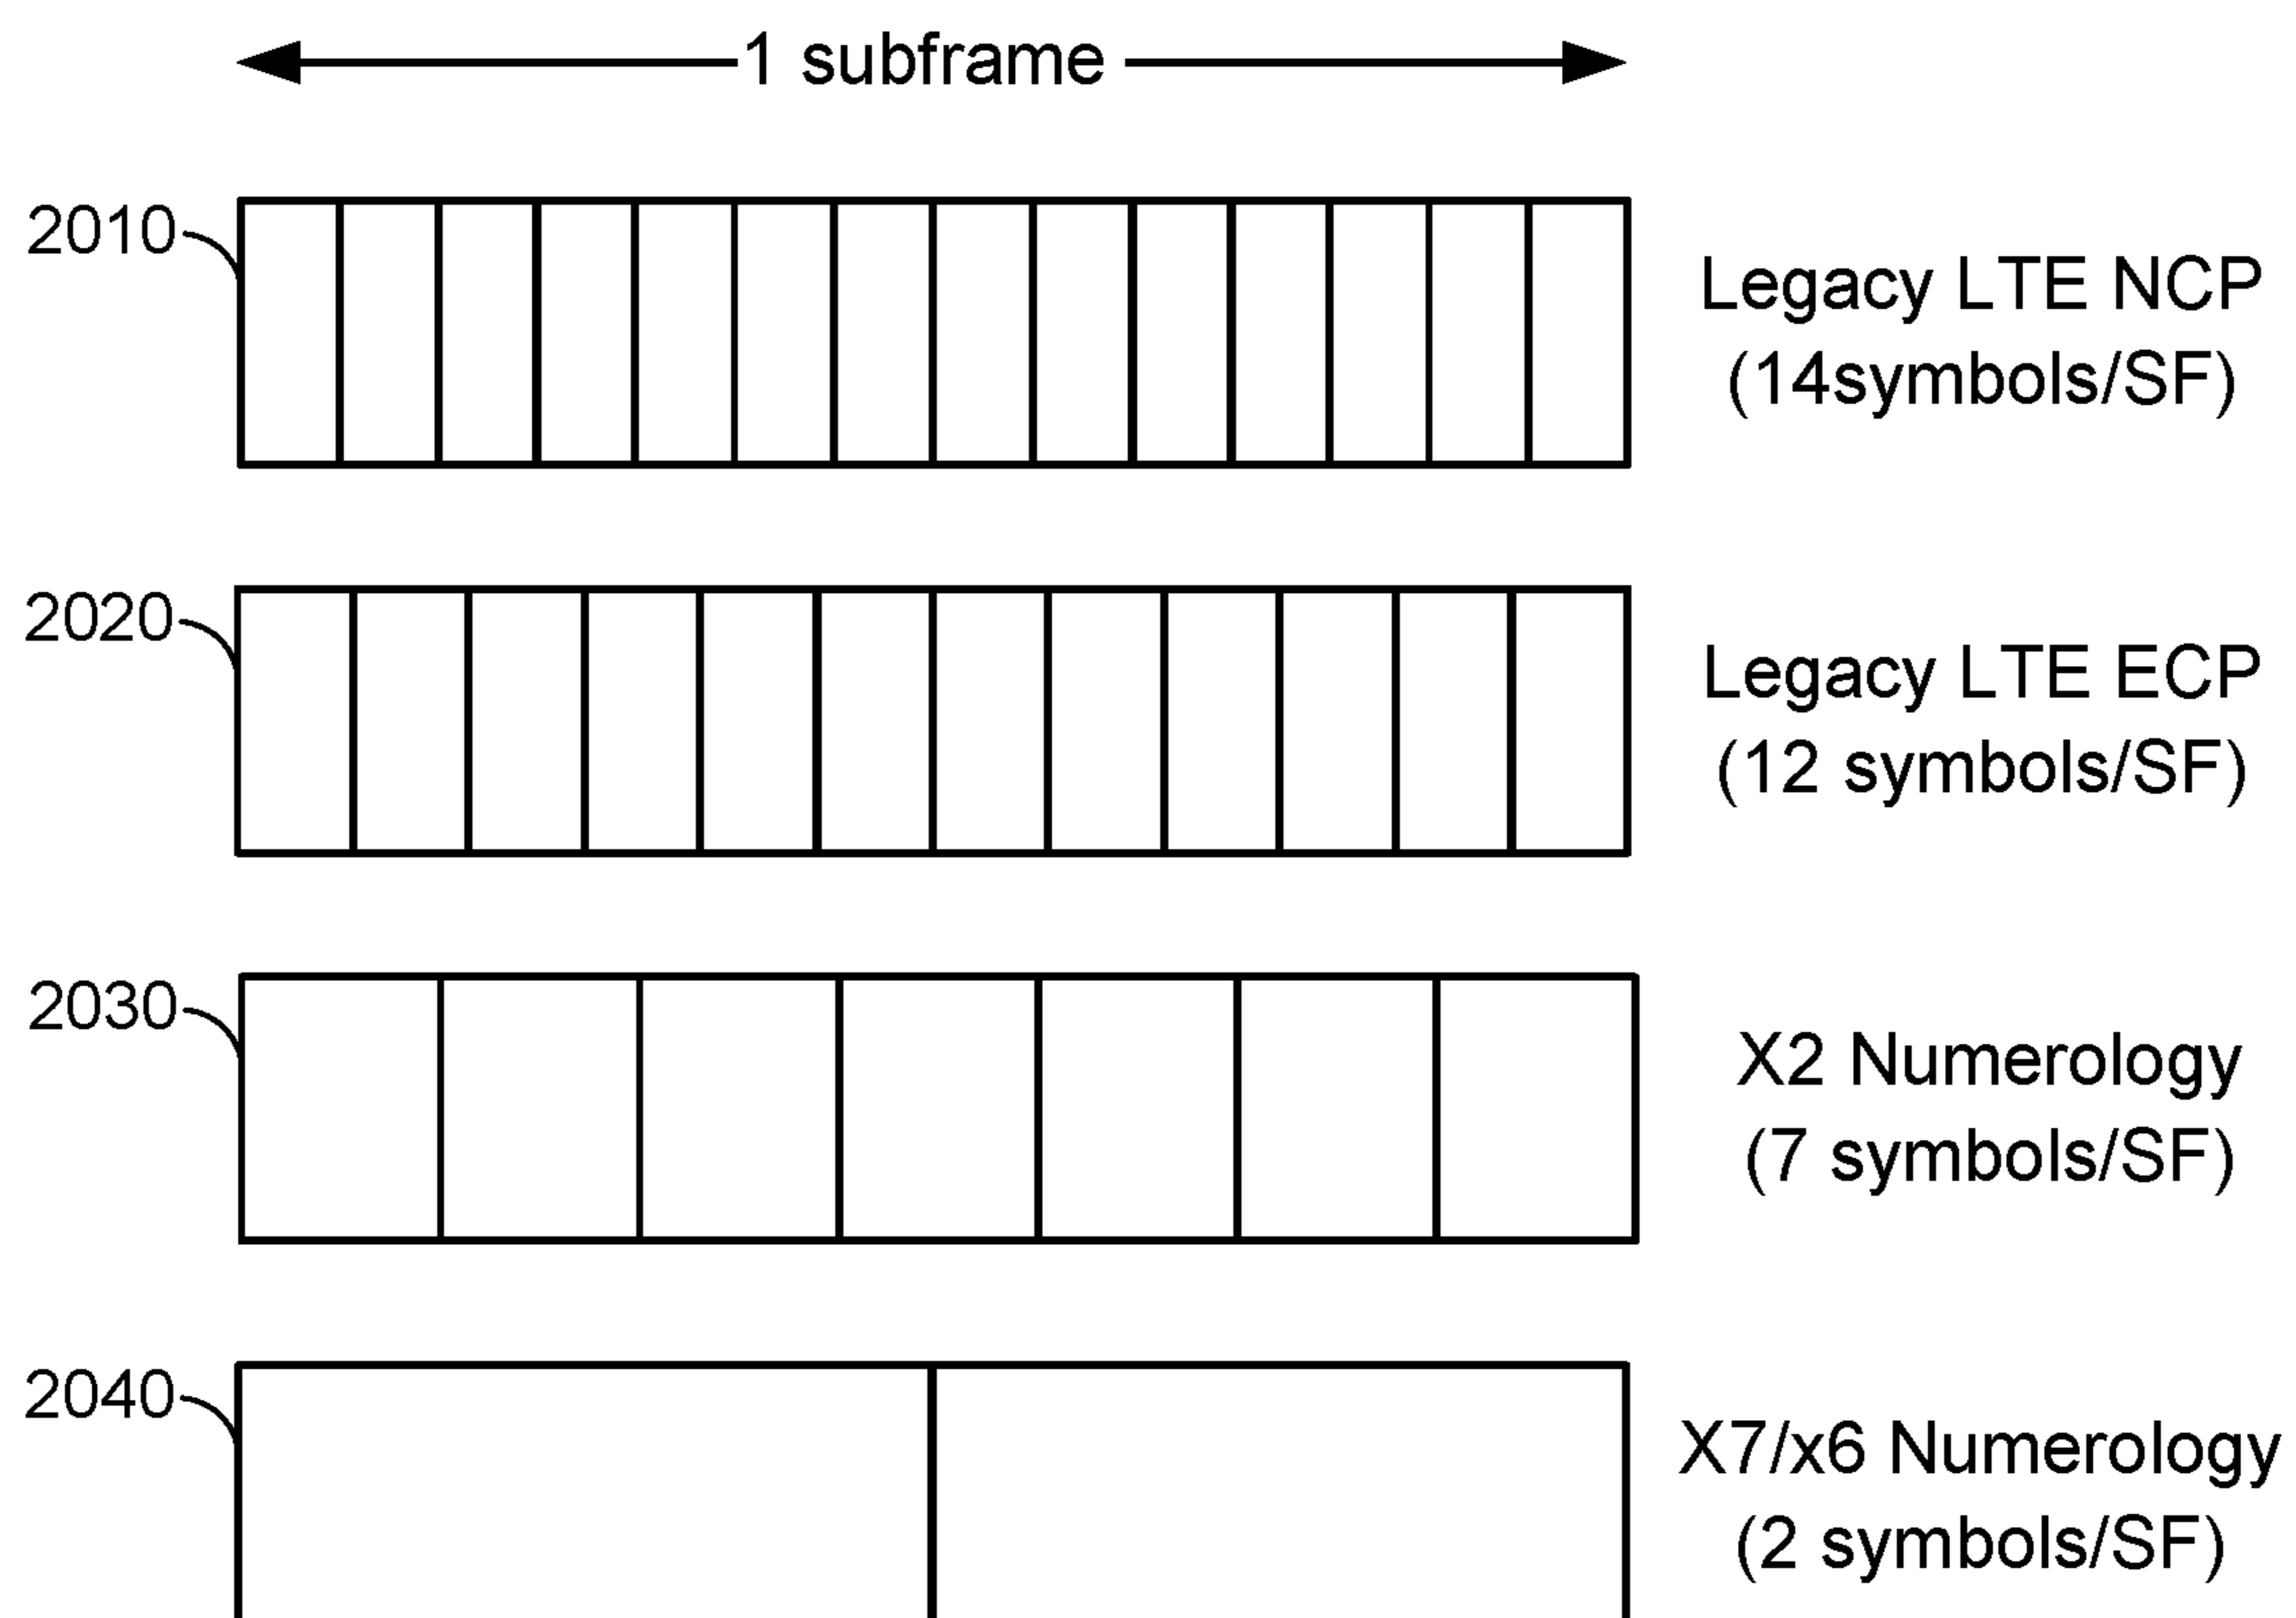 1 subframe
2010
Legacy LTE NCP
(14symbols/SF)
2020
Legacy LTE ECP
(12 symbols/SF)
2030
X2 Numerology
(7 symbols/SF)
2040
X7/x6 Numerology
(2 symbols/SF)